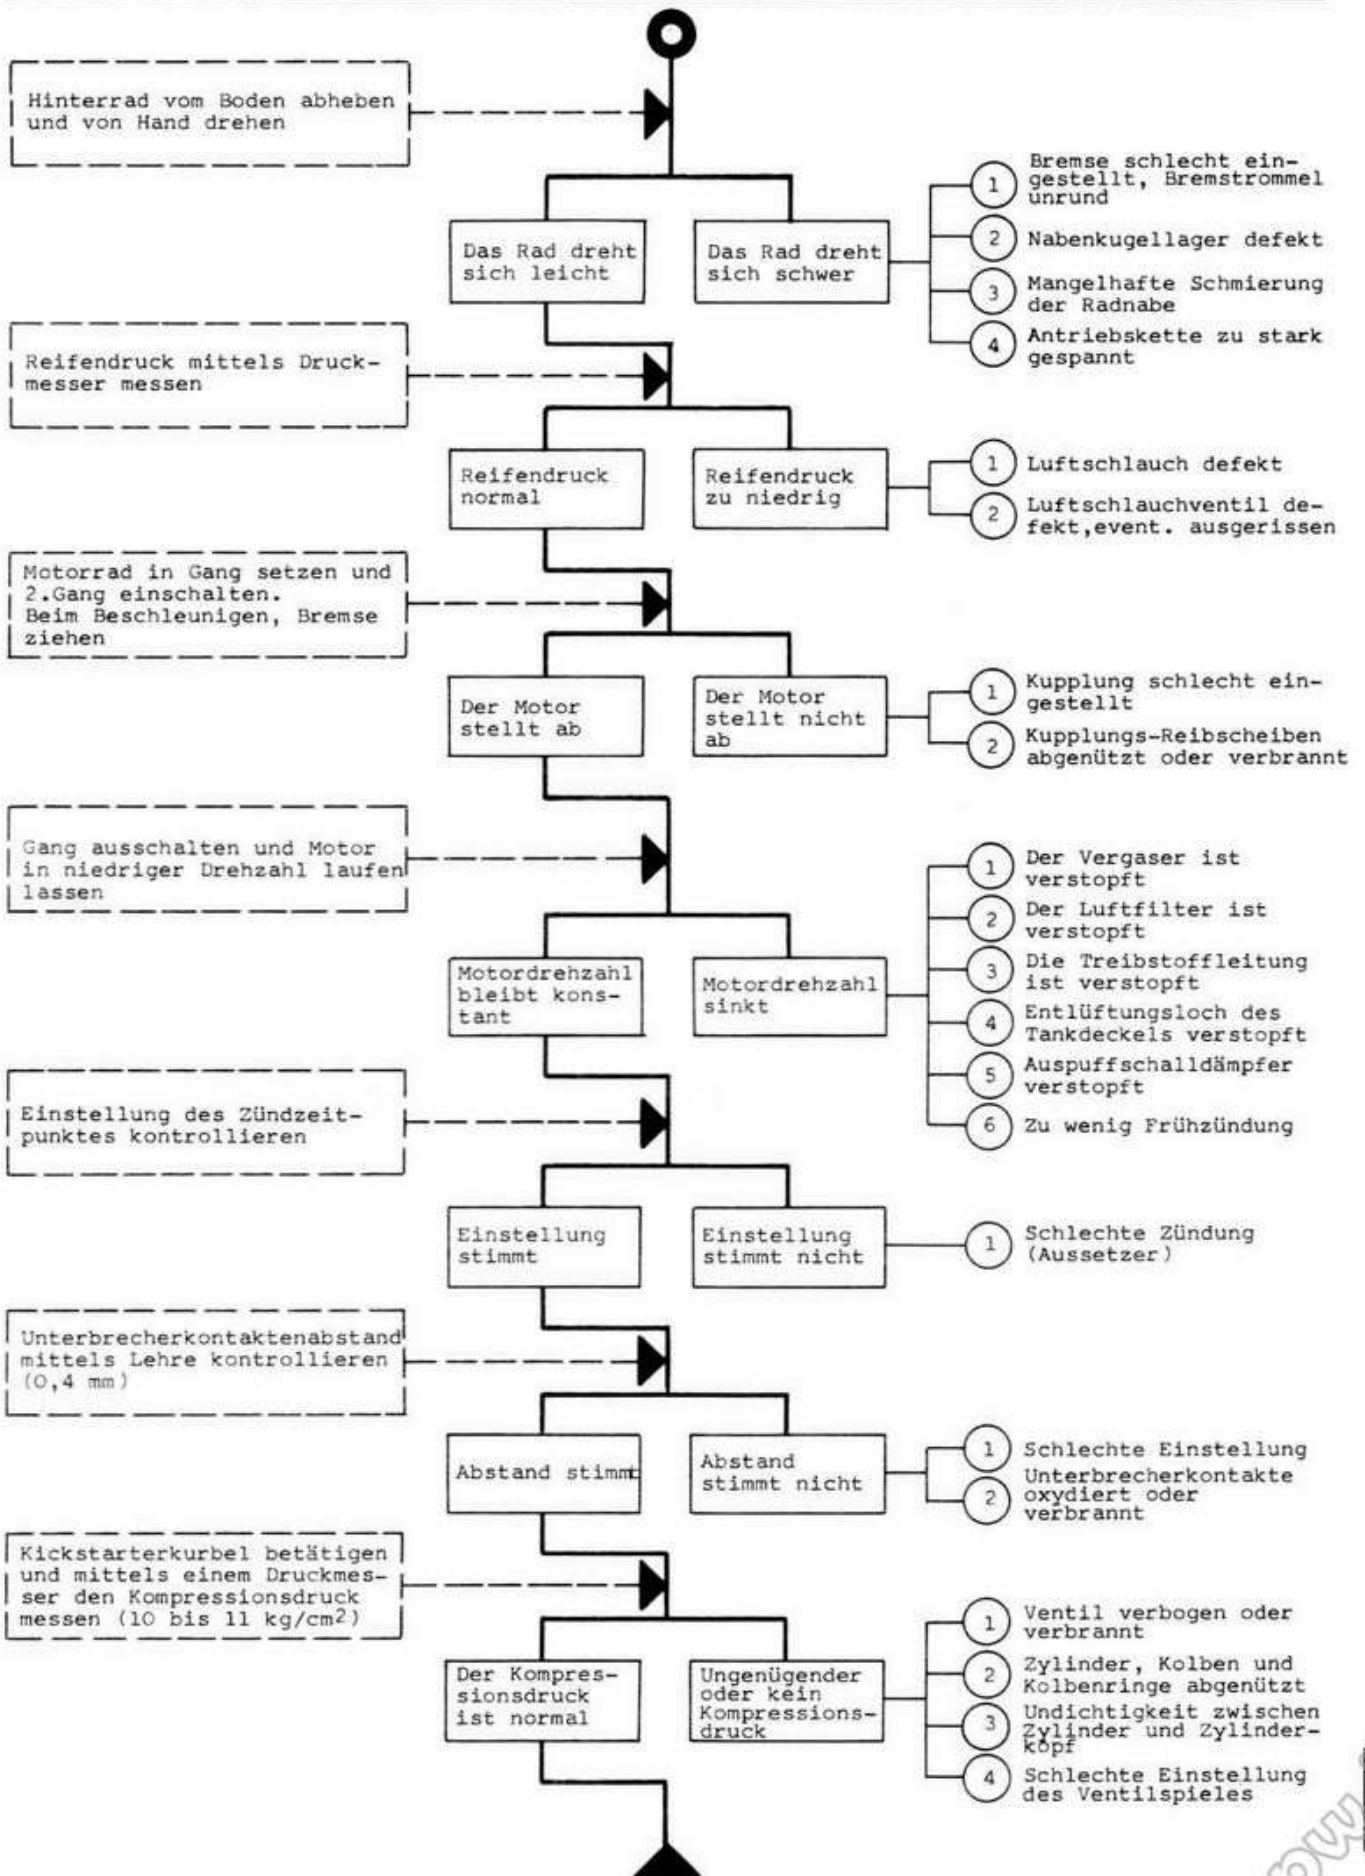 Hinterrad vom Boden abheben
und von Hand drehen
Das Rad dreht
sich leicht
Das Rad dreht
sich schwer
1
Bremse schlecht ein-
gestellt, Bremstrommel
unrund
2
Nabenkugellager defekt
3
Mangelhafte Schmierung
der Radnabe
4
Antriebskette zu stark
gespannt
Reifendruck mittels Druck-
messer messen
Reifendruck
normal
Reifendruck
zu niedrig
1
Luftschlauch defekt
2
Luftschlauchventil de-
fekt,event. ausgerissen
Motorrad in Gang setzen und
2.Gang einschalten.
Beim Beschleunigen, Bremse
ziehen
Der Motor
stellt ab
Der Motor
stellt nicht
ab
1
Kupplung schlecht ein-
gestellt
2
Kupplungs-Reibscheiben
abgenützt oder verbrannt
Gang ausschalten und Motor
in niedriger Drehzahl laufen
lassen
Motordrehzahl
bleibt kons-
tant
Motordrehzahl
sinkt
1
Der Vergaser ist
verstopft
2
Der Luftfilter ist
verstopft
3
Die Treibstoffleitung
ist verstopft
4
Entlüftungsloch des
Tankdeckels verstopft
5
Auspuffschalldämpfer
verstopft
6
Zu wenig Frühzündung
Einstellung des Zündzeit-
punktes kontrollieren
Einstellung
stimmt
Einstellung
stimmt nicht
1
Schlechte Zündung
(Aussetzer)
Unterbrecherkontaktenabstand
mittels Lehre kontrollieren
(0,4 mm)
Abstand stimmt
Abstand
stimmt nicht
1
Schlechte Einstellung
2
Unterbrecherkontakte
oxydiert oder
verbrannt
Kickstarterkurbel betätigen
und mittels einem Druckmes-
ser den Kompressionsdruck
messen (10 bis 11 kg/cm2)
Der Kompres-
sionsdruck
ist normal
Ungenügender
oder kein
Kompressions-
druck
1
Ventil verbogen oder
verbrannt
2
Zylinder, Kolben und
Kolbenringe abgenützt
3
Undichtigkeit zwischen
Zylinder und Zylinder-
kopf
4
Schlechte Einstellung
des Ventilspieles